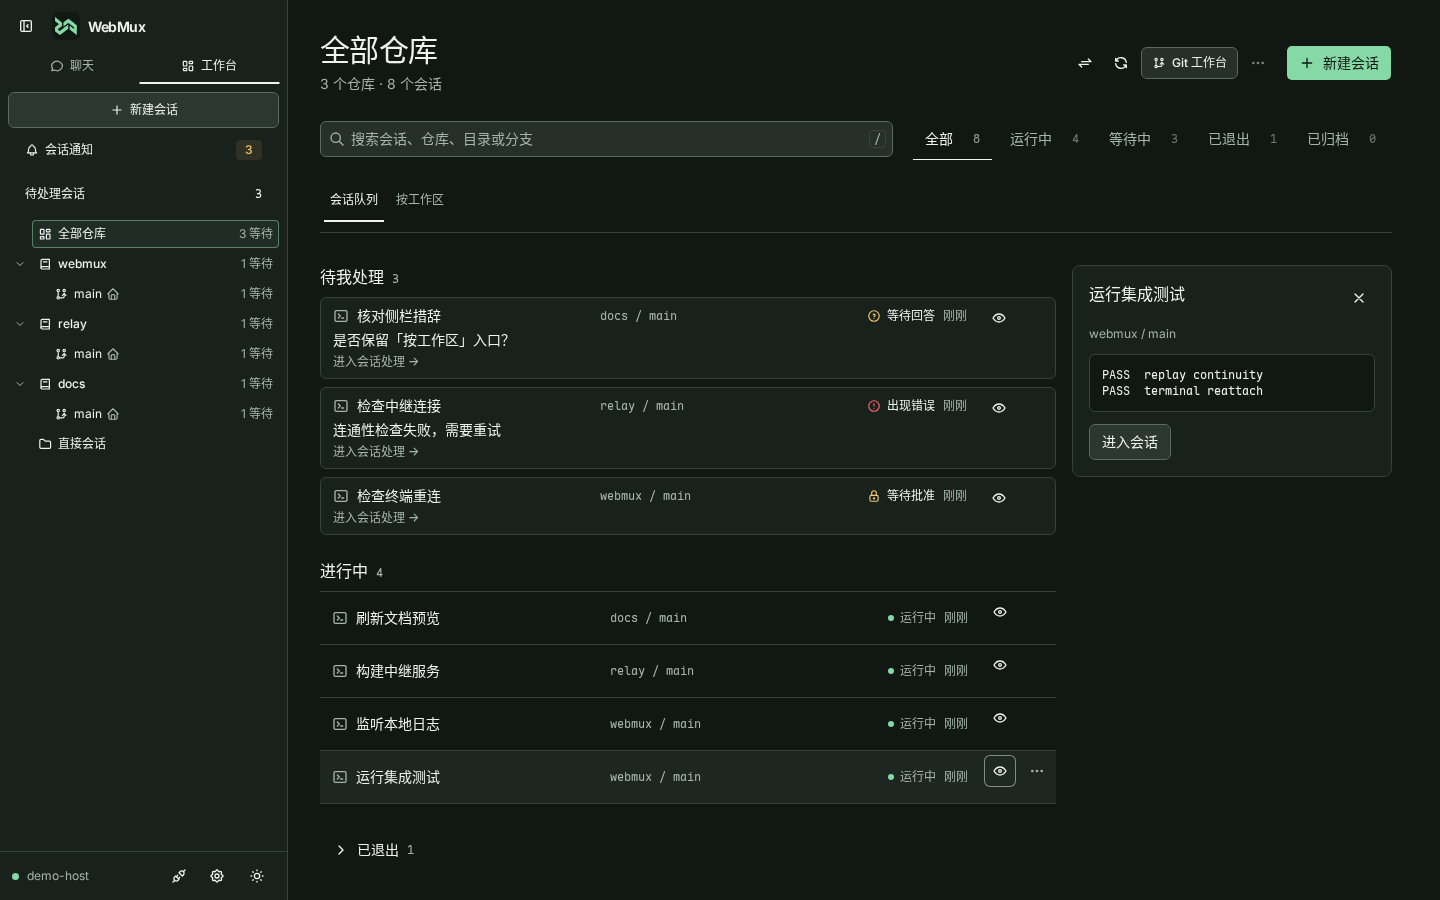 WebMux
聊天
工作台
新建会话
会话通知 3
待处理会话 3
全部仓库 3 等待
webmux 1 等待
main 1 等待
relay 1 等待
main 1 等待
docs 1 等待
main 1 等待
直接会话
demo-host
全部仓库
3 个仓库 · 8 个会话
Git 工作台
新建会话
搜索会话、仓库、目录或分支 /
全部 8 运行中 4 等待中 3 已退出 1 已归档 0
会话队列 按工作区
待我处理 3
核对侧栏措辞 docs / main 等待回答 刚刚
是否保留「按工作区」入口?
进入会话处理 →
检查中继连接 relay / main 出现错误 刚刚
连通性检查失败，需要重试
进入会话处理 →
检查终端重连 webmux / main 等待批准 刚刚
进入会话处理 →
进行中 4
刷新文档预览 docs / main 运行中 刚刚
构建中继服务 relay / main 运行中 刚刚
监听本地日志 webmux / main 运行中 刚刚
运行集成测试 webmux / main 运行中 刚刚
已退出 1
运行集成测试
webmux / main
PASS replay continuity
PASS terminal reattach
进入会话